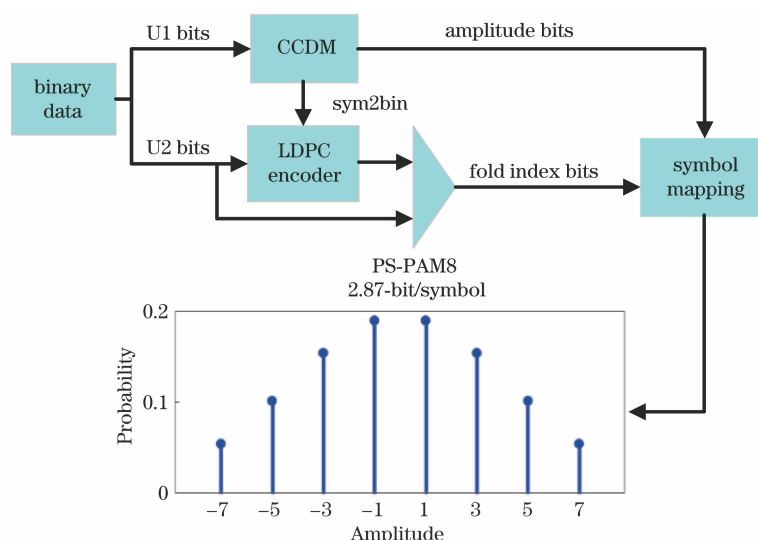 U1 bits
CCDM
amplitude bits
binary
data
sym2bin
U2 bits
LDPC
encoder
fold index bits
symbol
mapping
PS-PAM8
2.87-bit/symbol
0.2
0.1
0
Probability
−7 −5 −3 −1 1 3 5 7
Amplitude